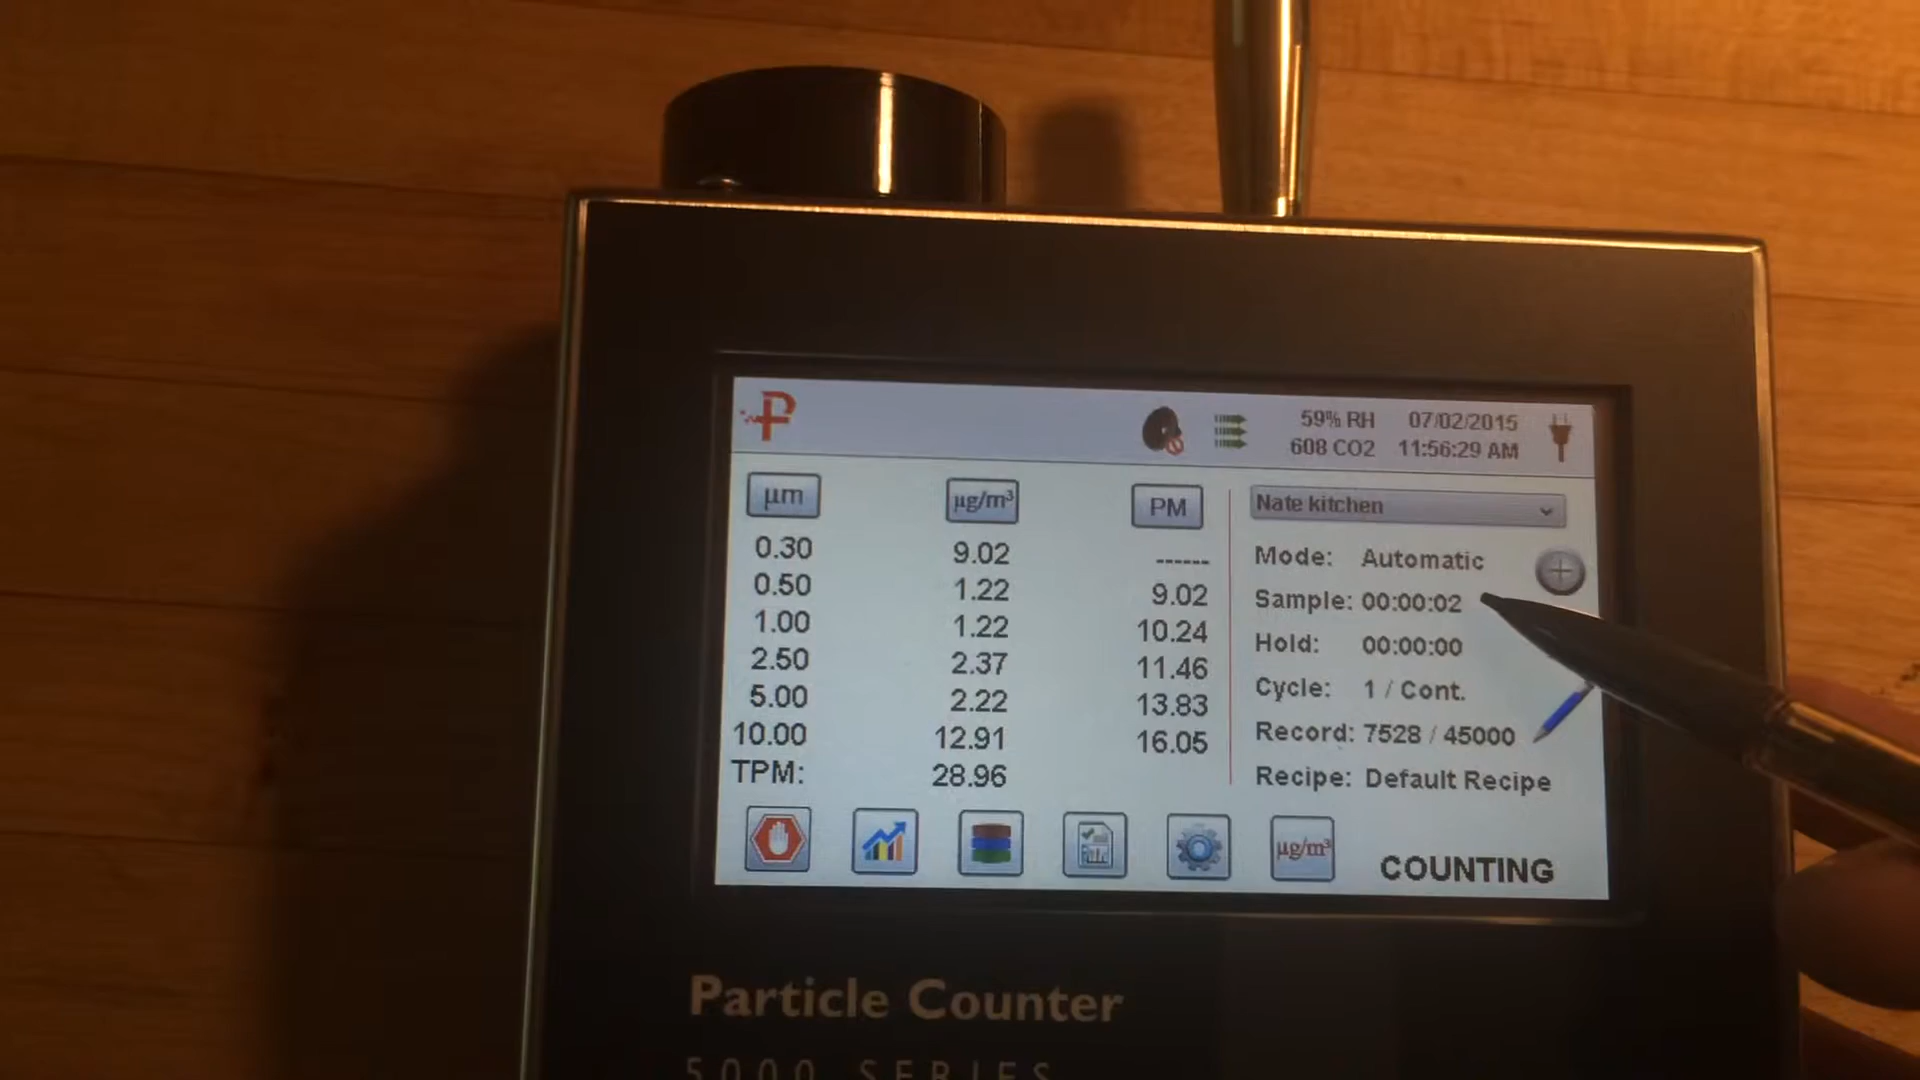 59% RH 07/02/2015
608 CO2 11:56:29 AM
µm µg/m³ PM
0.30 9.02 ------
0.50 1.22 9.02
1.00 1.22 10.24
2.50 2.37 11.46
5.00 2.22 13.83
10.00 12.91 16.05
TPM: 28.96
Nate kitchen
Mode: Automatic
Sample: 00:00:02
Hold: 00:00:00
Cycle: 1 / Cont.
Record: 7528 / 45000
Recipe: Default Recipe
µg/m³
COUNTING
Particle Counter
5000 SERIES